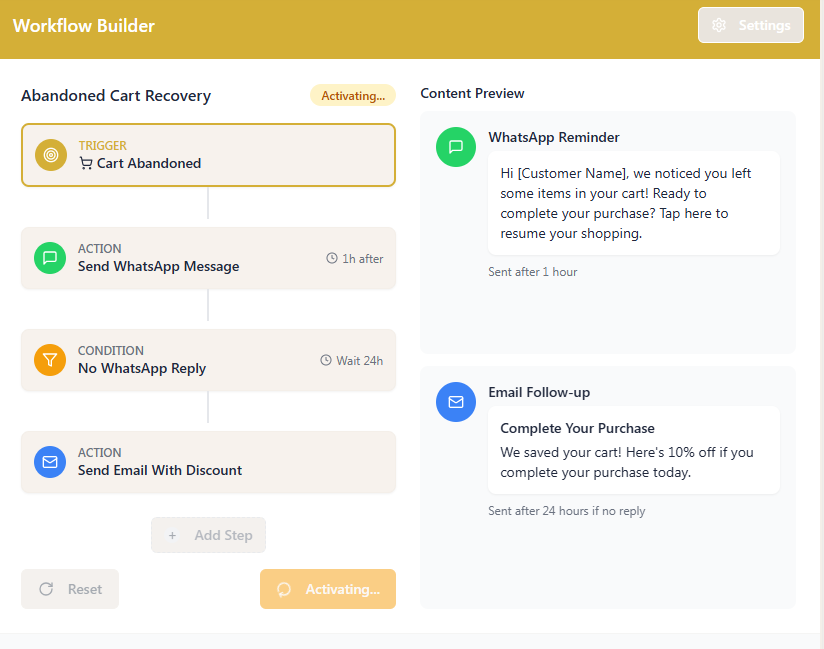 Workflow Builder
Settings
Abandoned Cart Recovery
Activating...
TRIGGER
Cart Abandoned
ACTION
Send WhatsApp Message
1h after
CONDITION
No WhatsApp Reply
Wait 24h
ACTION
Send Email With Discount
+ Add Step
Reset
Activating...
Content Preview
WhatsApp Reminder
Hi [Customer Name], we noticed you left
some items in your cart! Ready to
complete your purchase? Tap here to
resume your shopping.
Sent after 1 hour
Email Follow-up
Complete Your Purchase
We saved your cart! Here's 10% off if you
complete your purchase today.
Sent after 24 hours if no reply